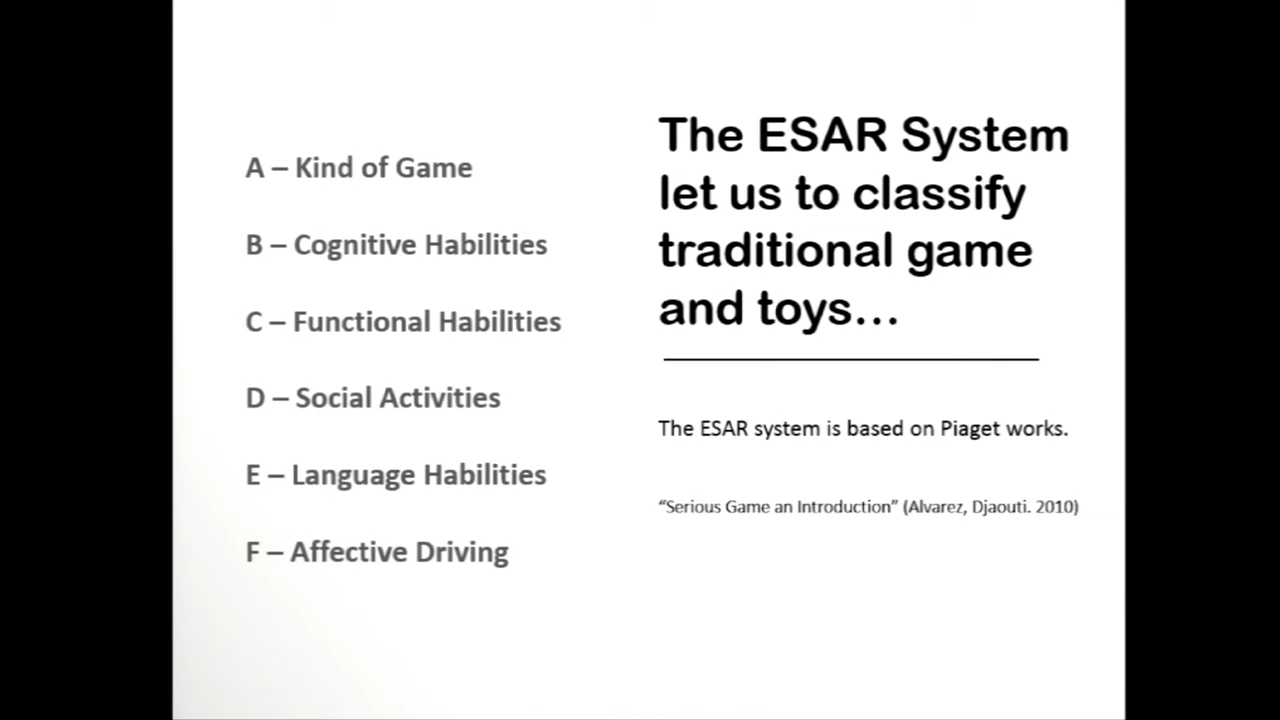 A – Kind of Game
B – Cognitive Habilities
C – Functional Habilities
D – Social Activities
E – Language Habilities
F – Affective Driving
The ESAR System
let us to classify
traditional game
and toys...
The ESAR system is based on Piaget works.
“Serious Game an Introduction” (Alvarez, Djaouti. 2010)